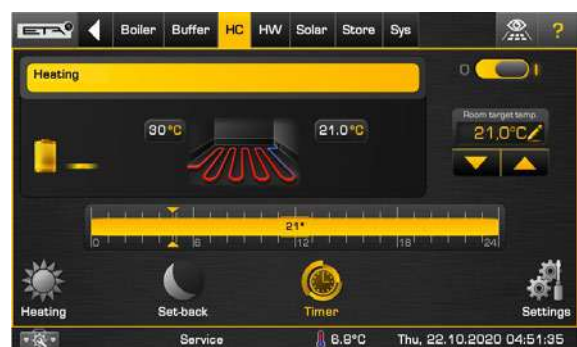 ETA
Boiler Buffer HC HW Solar Store Sys ?
Heating
0 I
30°C 21.0°C
Room target temp.
21.0°C
21°
0 6 12 18 24
Heating Set-back Timer Settings
Service 6.8°C Thu, 22.10.2020 04:51:35